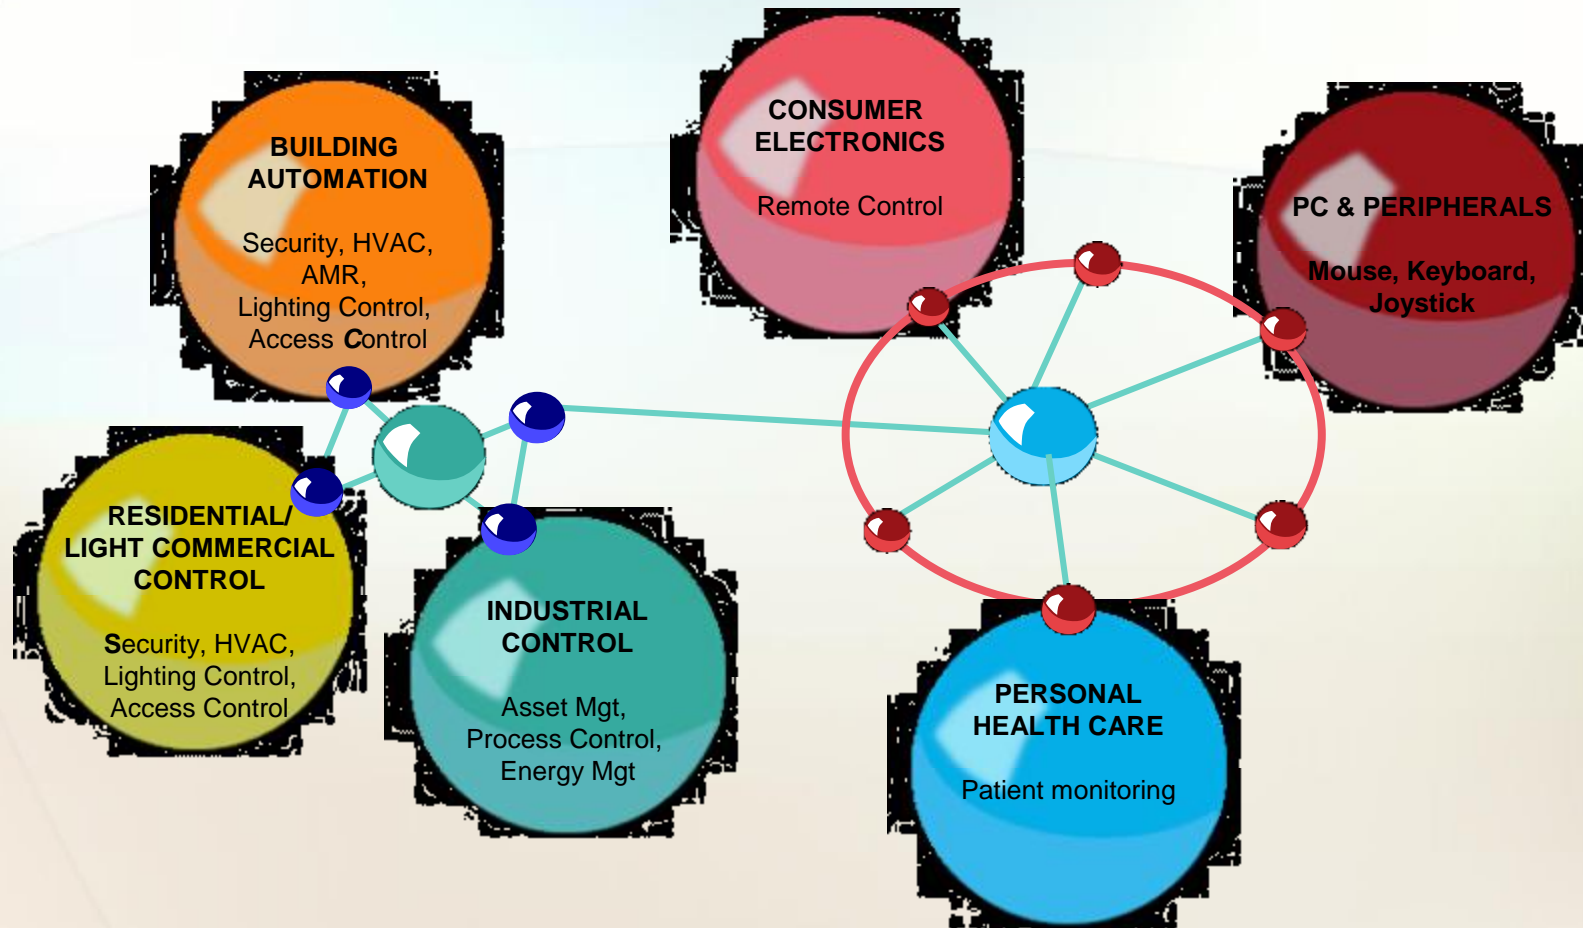 BUILDING
AUTOMATION
Security, HVAC,
AMR,
Lighting Control,
Access Control
CONSUMER
ELECTRONICS
Remote Control
PC & PERIPHERALS
Mouse, Keyboard,
Joystick
RESIDENTIAL/
LIGHT COMMERCIAL
CONTROL
Security, HVAC,
Lighting Control,
Access Control
INDUSTRIAL
CONTROL
Asset Mgt,
Process Control,
Energy Mgt
PERSONAL
HEALTH CARE
Patient monitoring